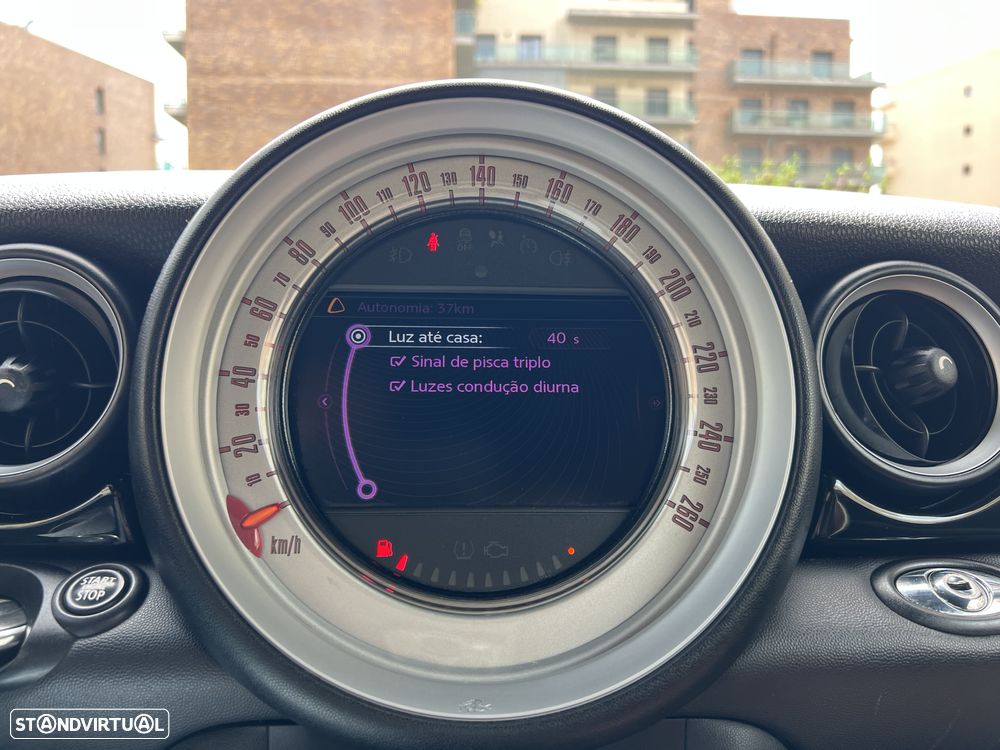 10
20
30
40
50
60
70
80
90
100
110
120
130
140
150
160
170
180
190
200
210
220
230
240
250
260
km/h
OFF
Autonomia: 37km
Luz até casa: 40 s
Sinal de pisca triplo
Luzes condução diurna
START
STOP
STANDVIRTUAL